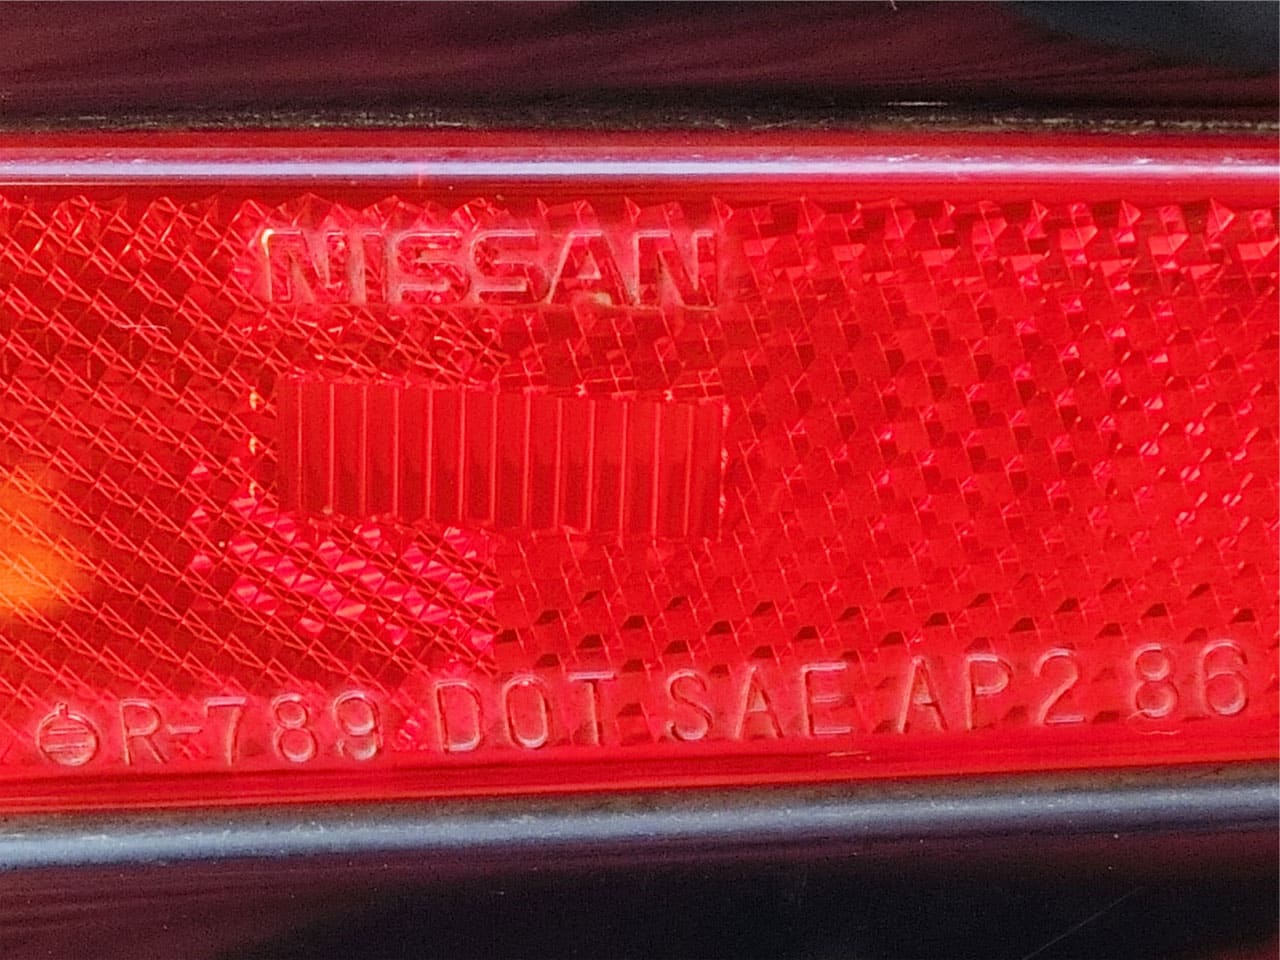 NISSAN
R-789 DOT SAE AP2 86